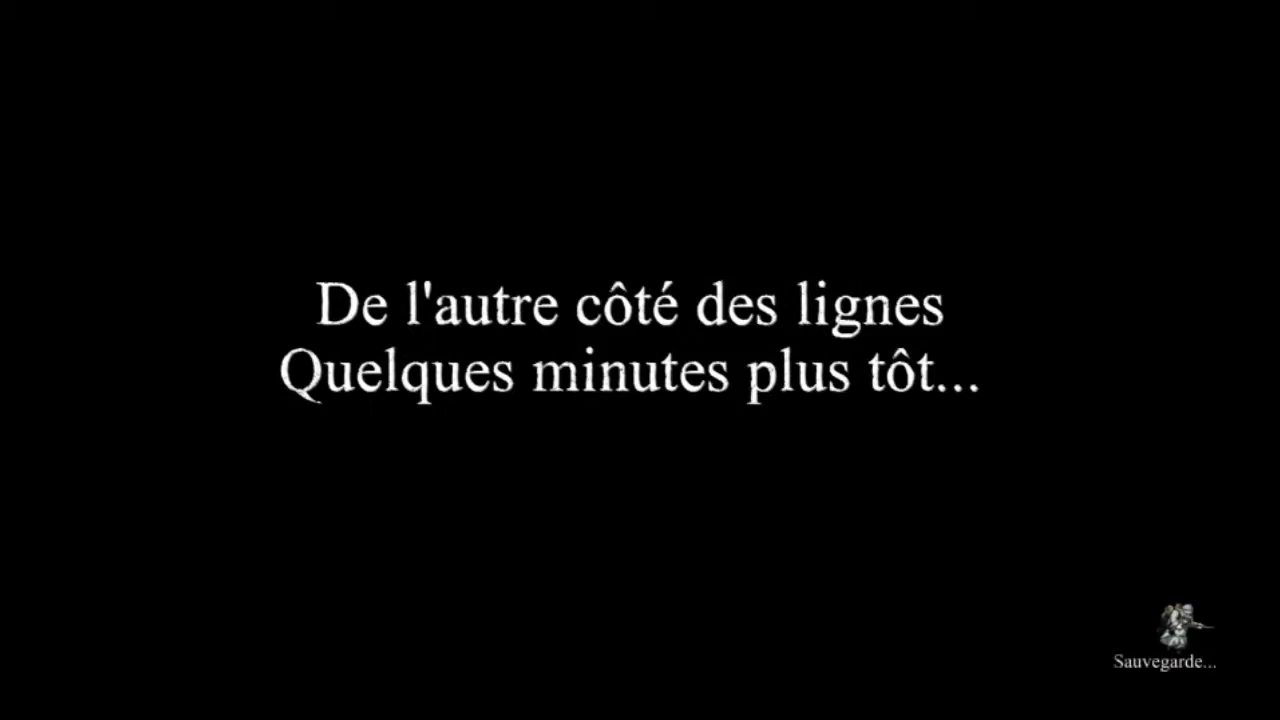 De l'autre côté des lignes
Quelques minutes plus tôt...
Sauvegarde...